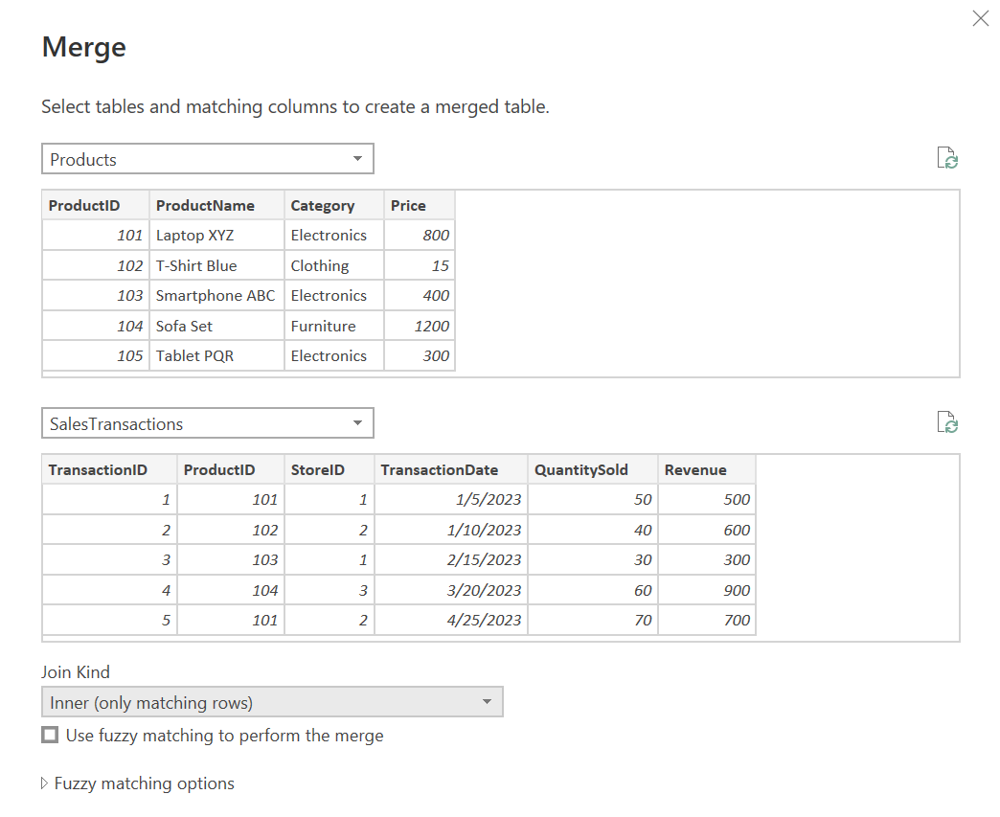 Merge
Select tables and matching columns to create a merged table.
Products
ProductID ProductName Category Price
101 Laptop XYZ Electronics 800
102 T-Shirt Blue Clothing 15
103 Smartphone ABC Electronics 400
104 Sofa Set Furniture 1200
105 Tablet PQR Electronics 300
SalesTransactions
TransactionID ProductID StoreID TransactionDate QuantitySold Revenue
1 101 1 1/5/2023 50 500
2 102 2 1/10/2023 40 600
3 103 1 2/15/2023 30 300
4 104 3 3/20/2023 60 900
5 101 2 4/25/2023 70 700
Join Kind
Inner (only matching rows)
Use fuzzy matching to perform the merge
Fuzzy matching options